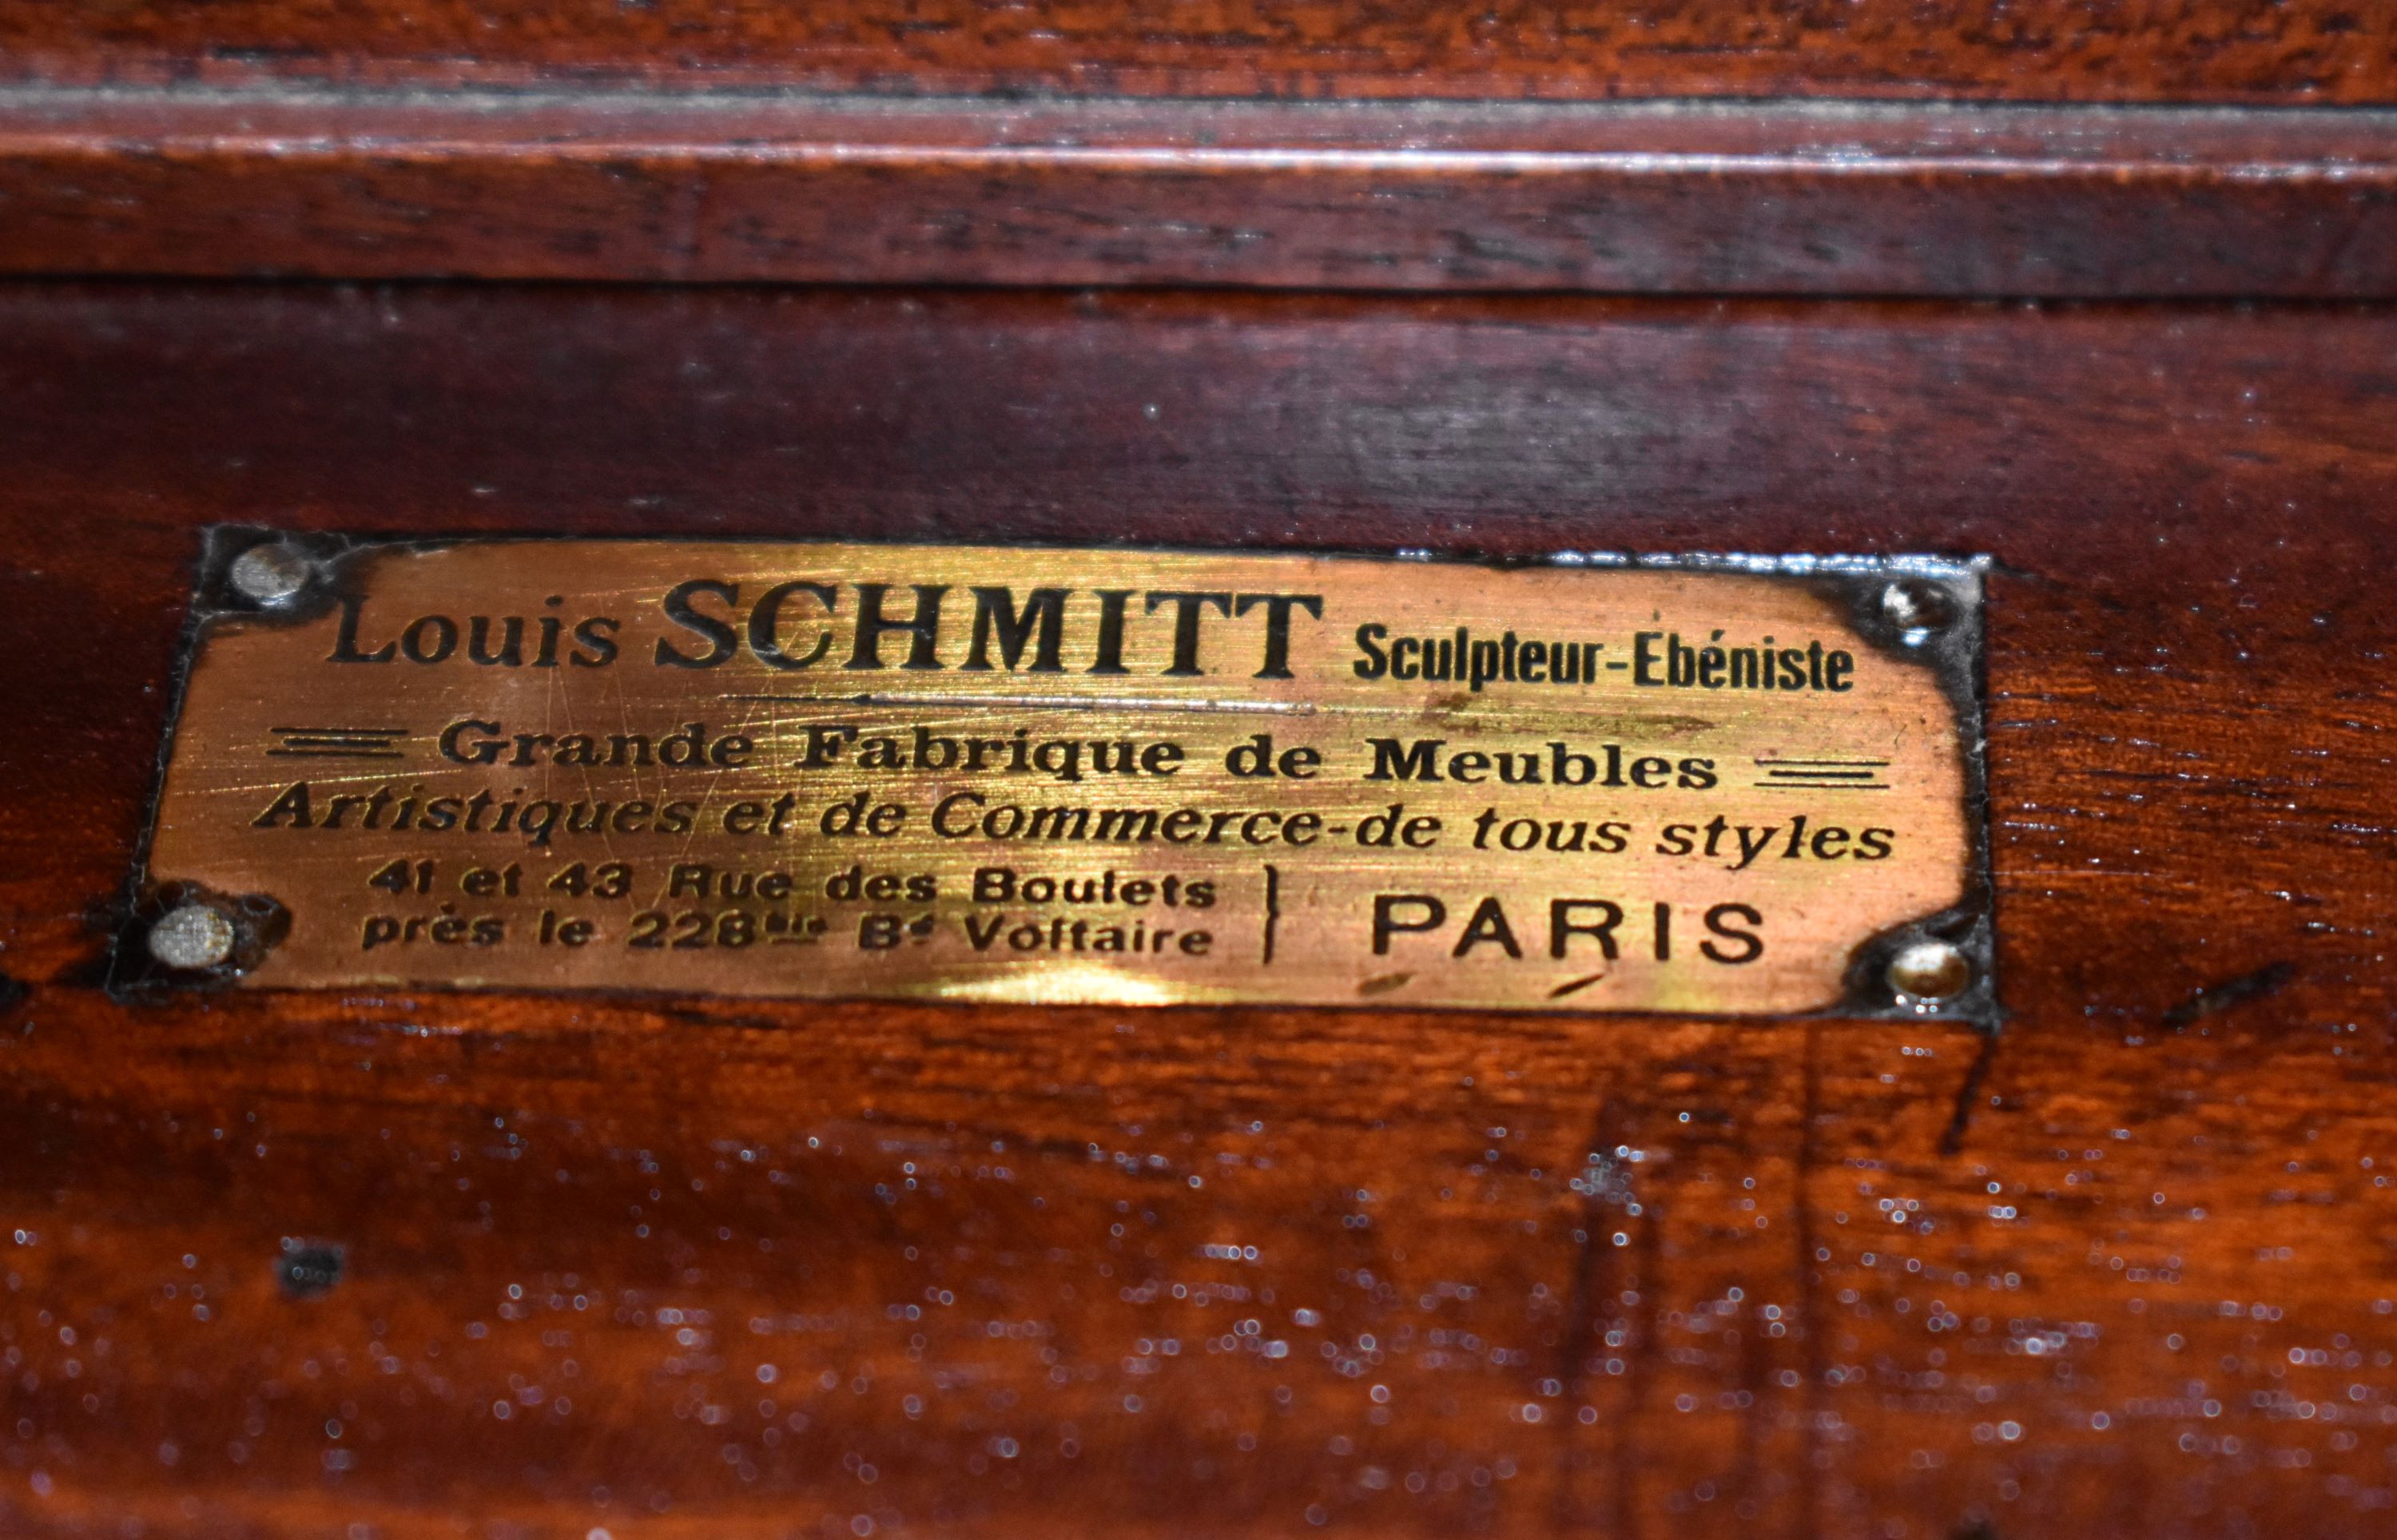 Louis SCHMITT Sculpteur-Ebéniste
Grande Fabrique de Meubles
Artistiques et de Commerce-de tous styles
41 et 43 Rue des Boulets
près le 228bis Bd Voltaire
PARIS